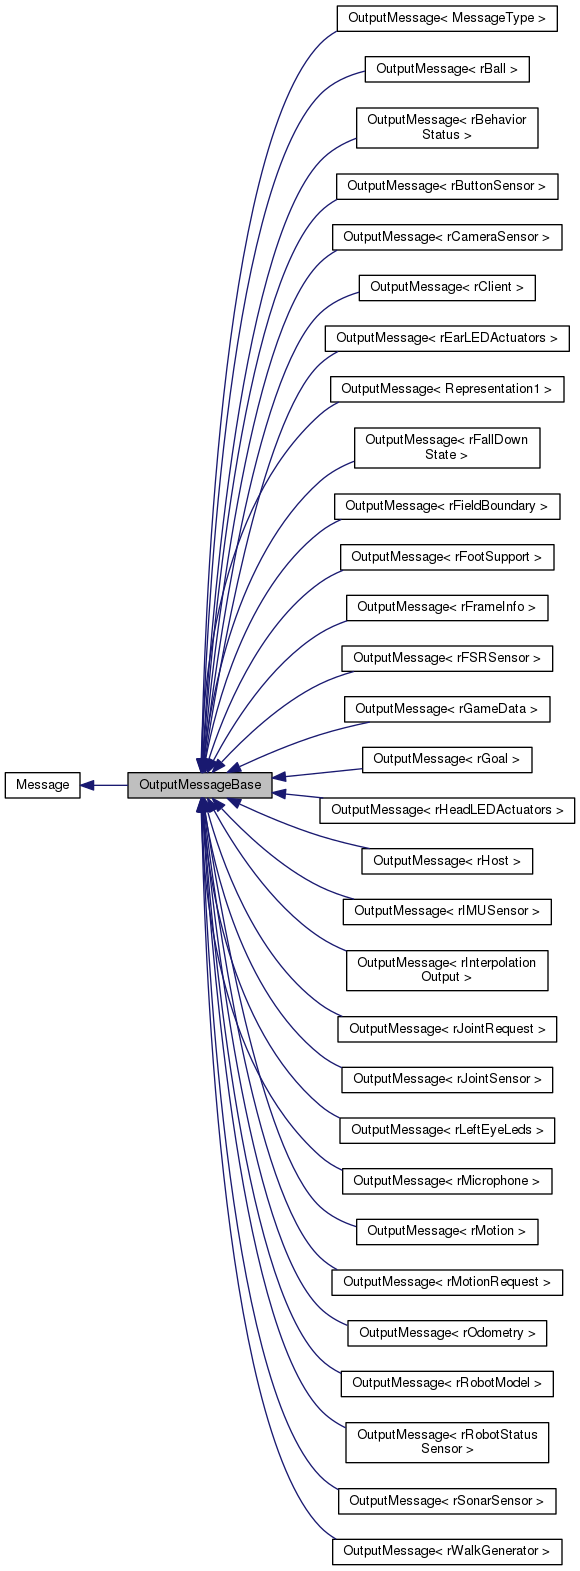 OutputMessage< MessageType >
OutputMessage< rBall >
OutputMessage< rBehavior
Status >
OutputMessage< rButtonSensor >
OutputMessage< rCameraSensor >
OutputMessage< rClient >
OutputMessage< rEarLEDActuators >
OutputMessage< Representation1 >
OutputMessage< rFallDown
State >
OutputMessage< rFieldBoundary >
OutputMessage< rFootSupport >
OutputMessage< rFrameInfo >
OutputMessage< rFSRSensor >
OutputMessage< rGameData >
OutputMessage< rGoal >
Message
OutputMessageBase
OutputMessage< rHeadLEDActuators >
OutputMessage< rHost >
OutputMessage< rIMUSensor >
OutputMessage< rInterpolation
Output >
OutputMessage< rJointRequest >
OutputMessage< rJointSensor >
OutputMessage< rLeftEyeLeds >
OutputMessage< rMicrophone >
OutputMessage< rMotion >
OutputMessage< rMotionRequest >
OutputMessage< rOdometry >
OutputMessage< rRobotModel >
OutputMessage< rRobotStatus
Sensor >
OutputMessage< rSonarSensor >
OutputMessage< rWalkGenerator >